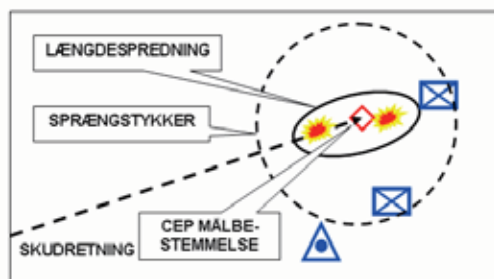 LÆNGDESPREDNING
SPRÆNGSTYKKER
CEP MÅLBE-
STEMMELSE
SKUDRETNING